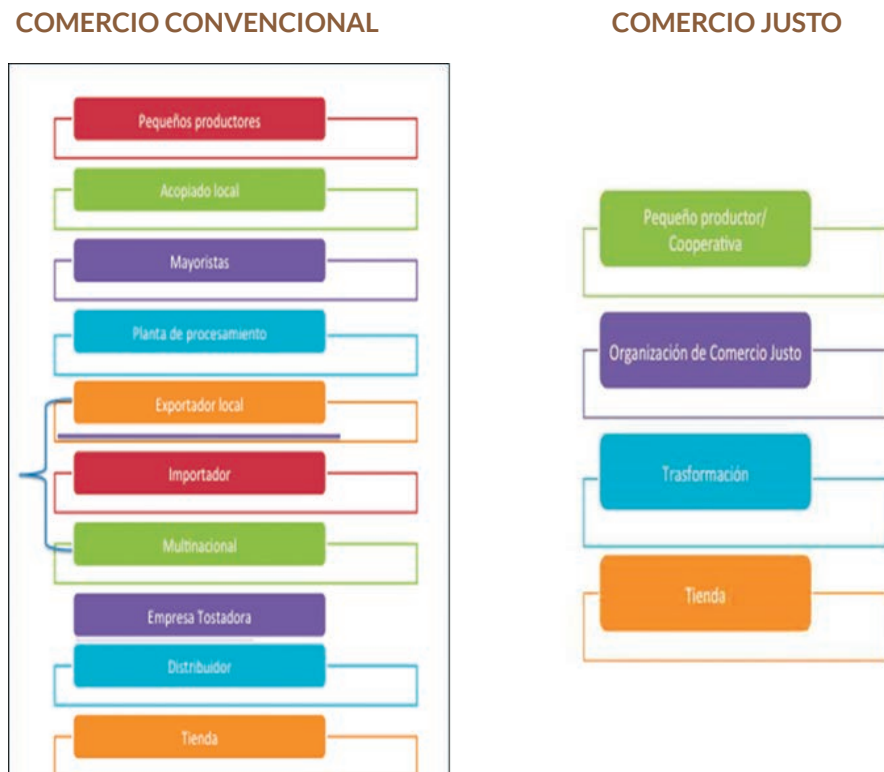 COMERCIO CONVENCIONAL
COMERCIO JUSTO
Pequeños productores
Acopiado local
Mayoristas
Planta de procesamiento
Exportador local
Importador
Multinacional
Empresa Tostadora
Distribuidor
Tienda
Pequeño productor/
Cooperativa
Organización de Comercio Justo
Trasformación
Tienda